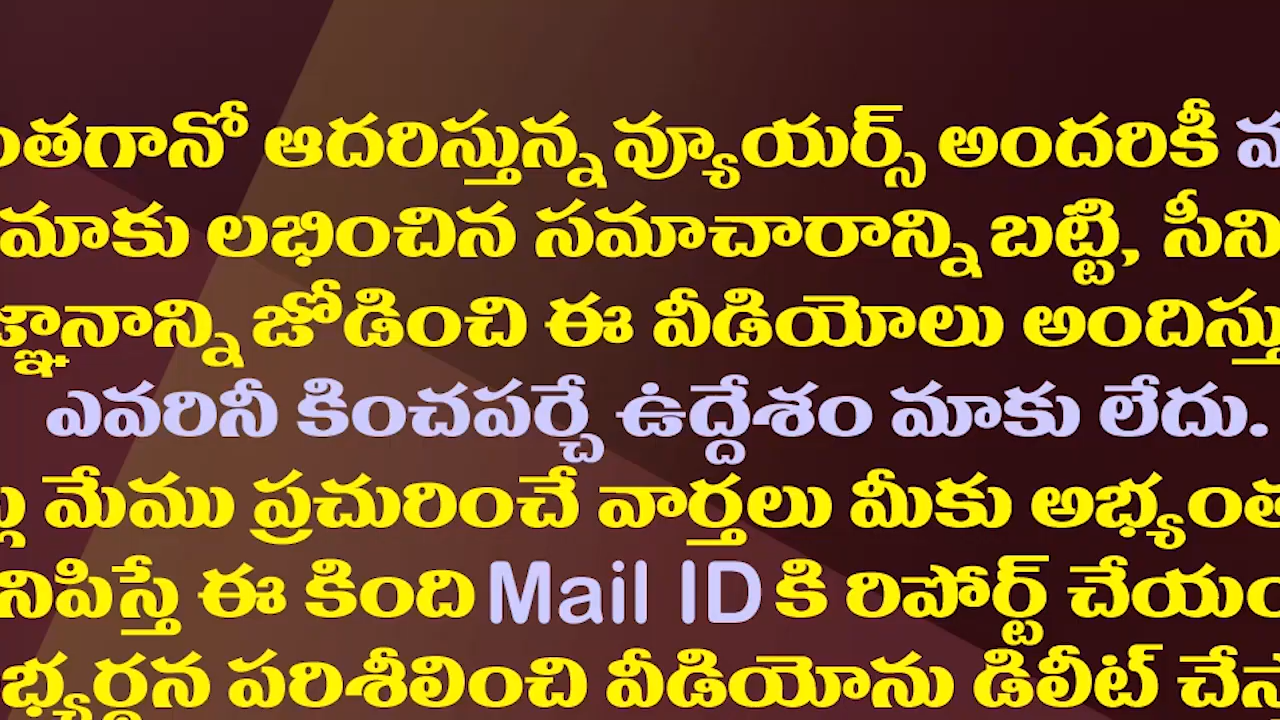 ఆదరిస్తున్న వ్యూయర్స్ అందరికీ
మాకు లభించిన సమాచారాన్ని బట్టి,
జోడించి ఈ వీడియోలు
ఎవరినీ కించపర్చే ఉద్దేశం మాకు లేదు.
మేము ప్రచురించే వార్తలు మీకు
ఈ కింది Mail ID కి రిపోర్ట్
పరిశీలించి వీడియోను డిలీట్